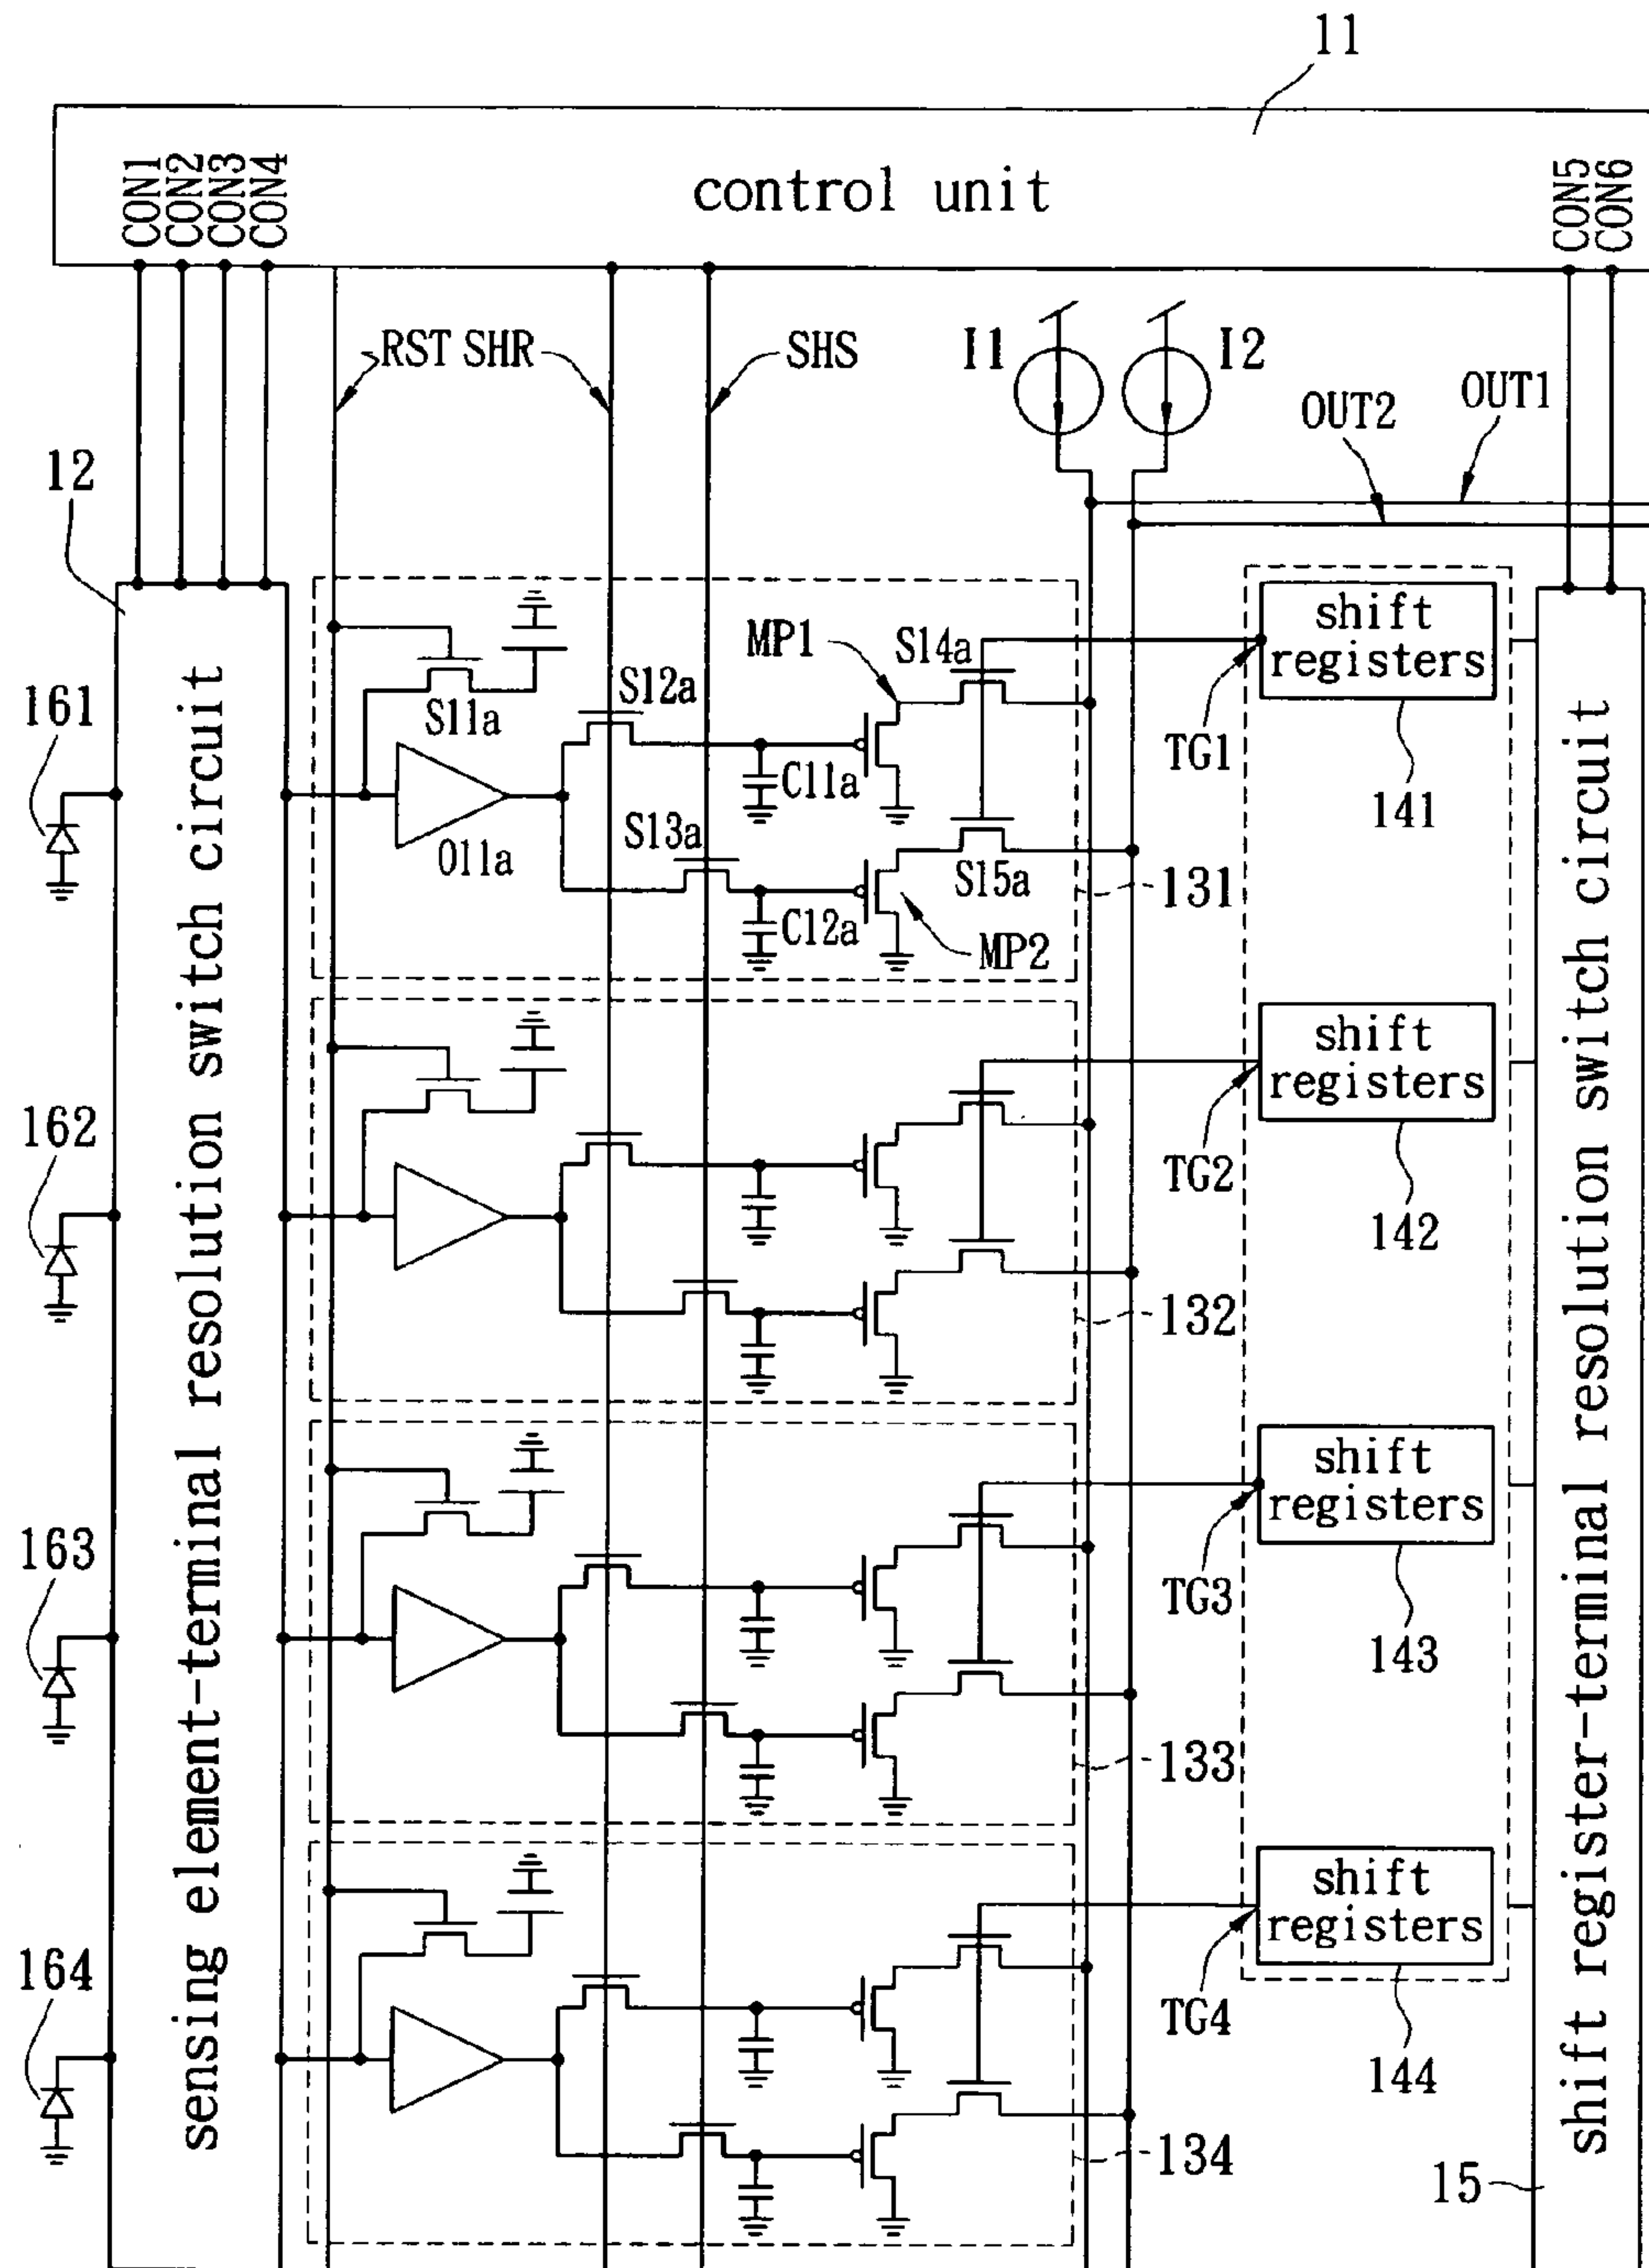 11
CON1
CON2
CON3
CON4
control unit
CON5
CON6
RST
SHR
SHS
I1
I2
OUT1
OUT2
12
sensing element-terminal resolution switch circuit
161
S11a
O11a
S12a
S13a
C11a
C12a
MP1
MP2
S14a
S15a
131
TG1
shift
registers
141
162
132
TG2
shift
registers
142
163
133
TG3
shift
registers
143
164
134
TG4
shift
registers
144
15
shift register-terminal resolution switch circuit